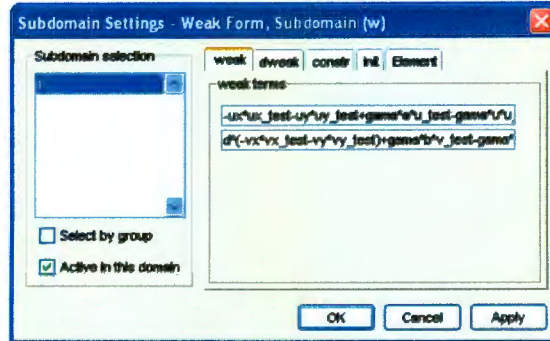 Subdomain Settings - Weak Form, Subdomain (w)
Subdomain selection
1
Select by group
Active in this domain
weak dweak constr init Element
weak terms
-ux*ux_test-uy*uy_test+gama*a*u_test-gama*u*u_
d*(-vx*vx_test-vy*vy_test)+gama*b*v_test-gama*
OK Cancel Apply